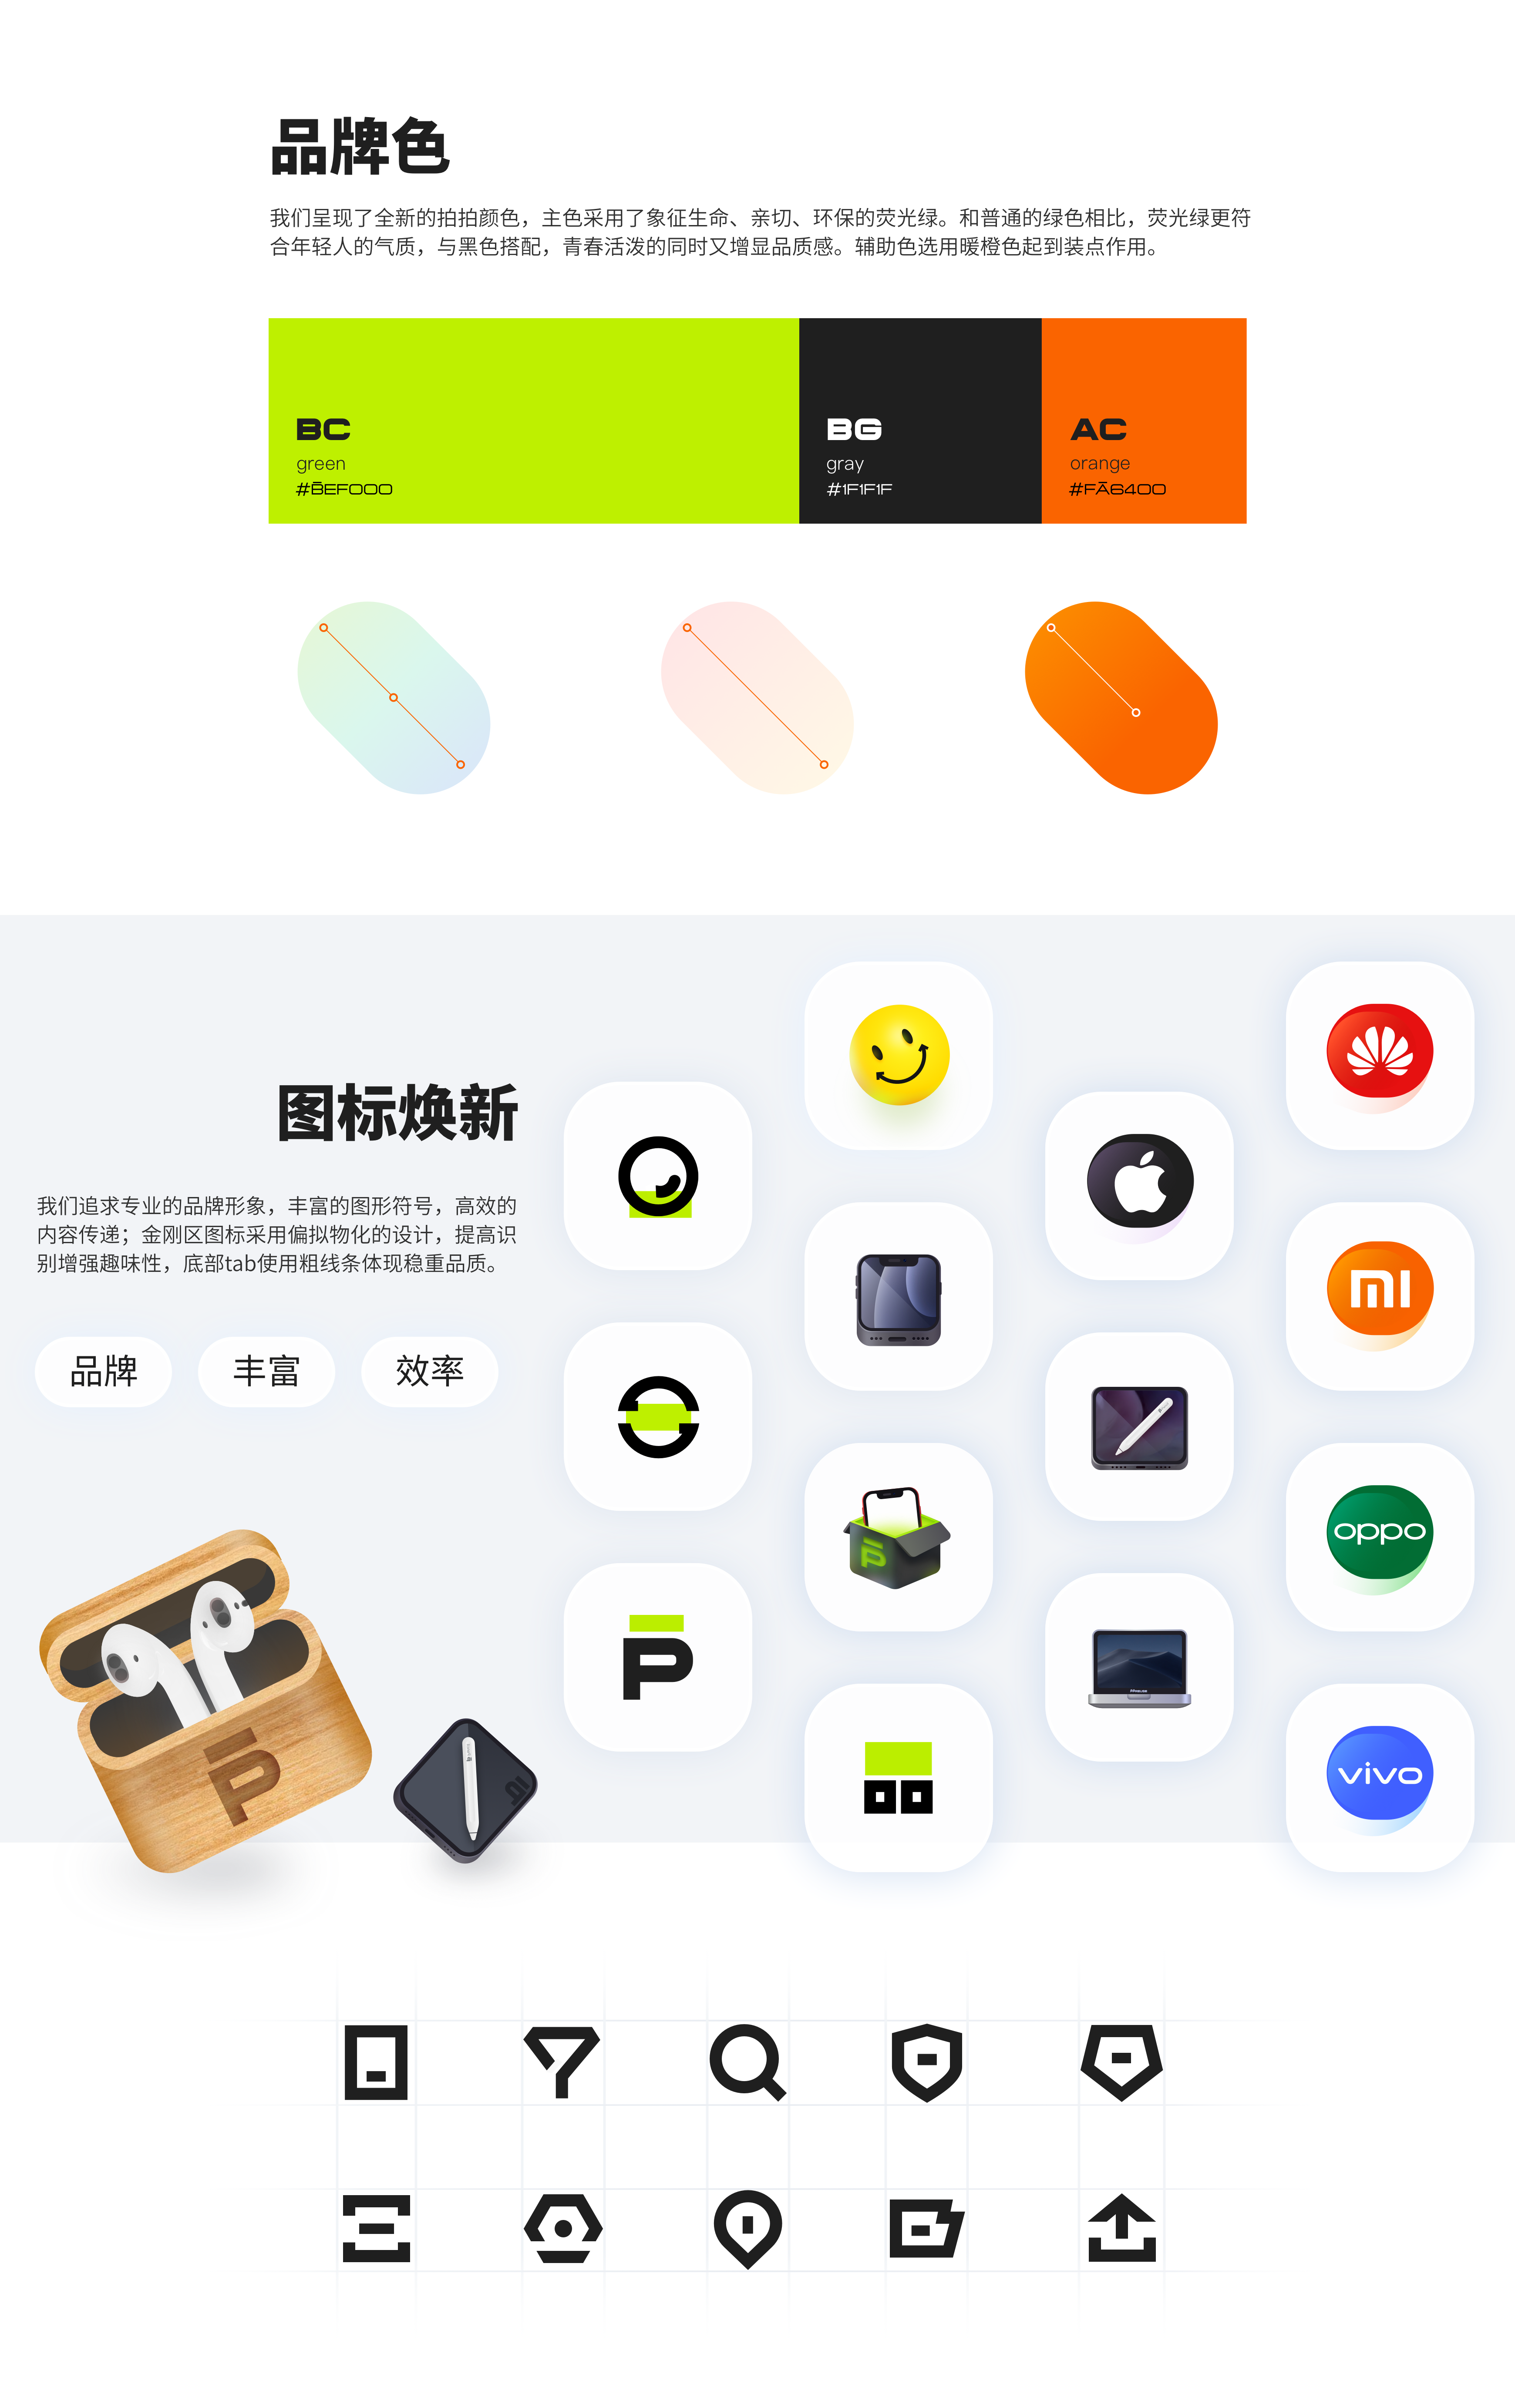 品牌色
我们呈现了全新的拍拍颜色，主色采用了象征生命、亲切、环保的荧光绿。和普通的绿色相比，荧光绿更符
合年轻人的气质，与黑色搭配，青春活泼的同时又增显品质感。辅助色选用暖橙色起到装点作用。
BC
green
#BEF000
BG
gray
#1F1F1F
AC
orange
#FA6400
图标焕新
我们追求专业的品牌形象，丰富的图形符号，高效的
内容传递；金刚区图标采用偏拟物化的设计，提高识
别增强趣味性，底部tab使用粗线条体现稳重品质。
品牌
丰富
效率
mi
oppo
vivo
P
P
P